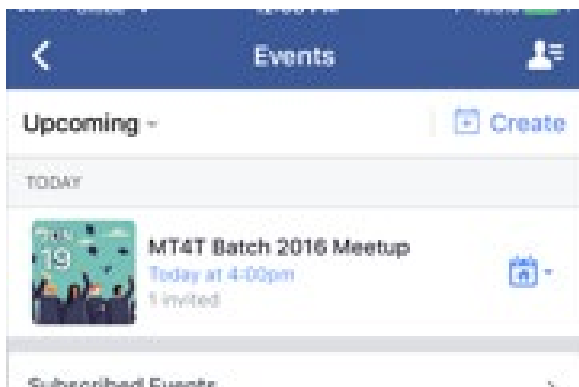 Events
Upcoming
Create
TODAY
19
MT4T Batch 2016 Meetup
Today at 4:00pm
1 invited
Subscribed Events